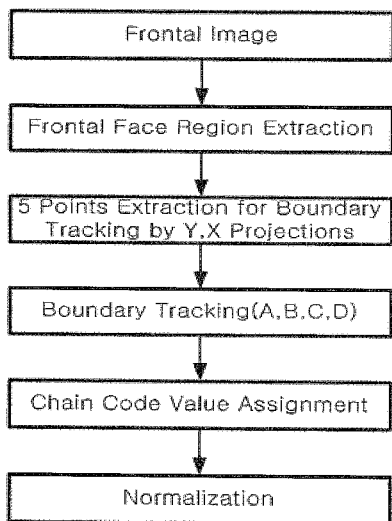 Frontal Image
Frontal Face Region Extraction
5 Points Extraction for Boundary
Tracking by Y,X Projections
Boundary Tracking(A,B,C,D)
Chain Code Value Assignment
Normalization